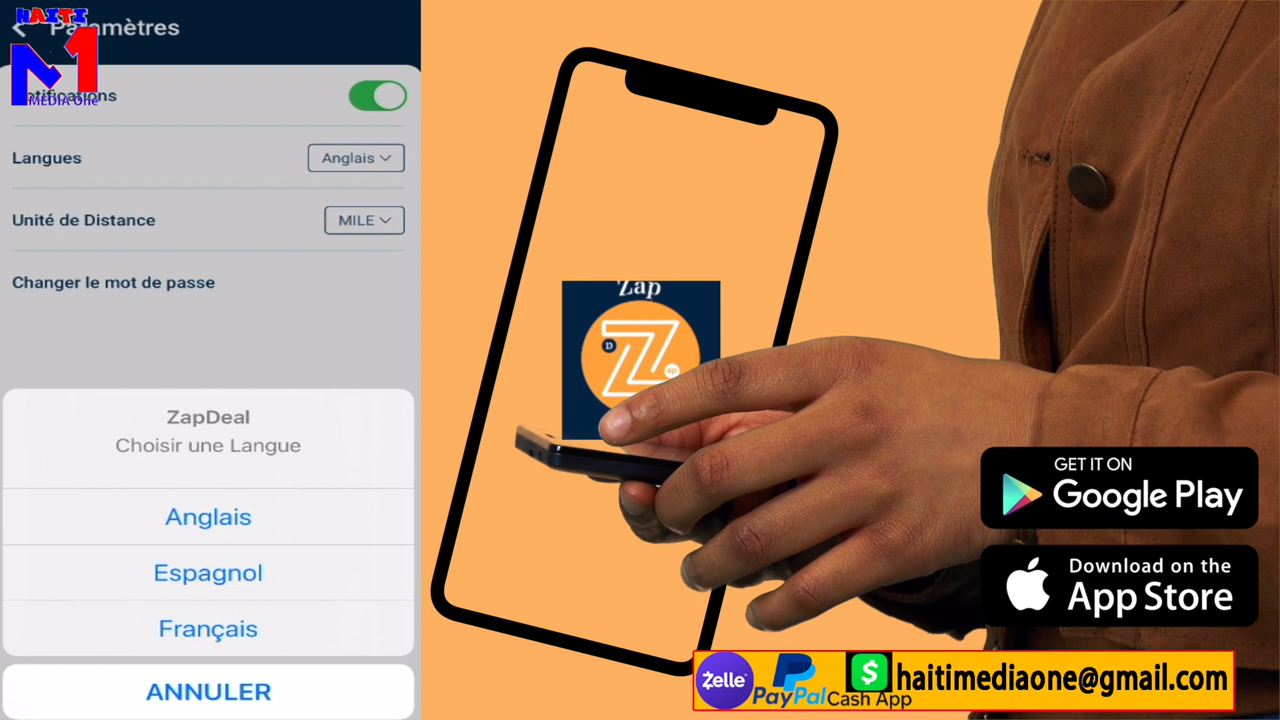 HAITI
M1
MEDIA One
Paramètres
Notifications
Langues
Anglais
Unité de Distance
MILE
Changer le mot de passe
ZapDeal
Choisir une Langue
Anglais
Espagnol
Français
ANNULER
Zap
D
ap
GET IT ON
Google Play
Download on the
App Store
Zelle
PayPal
$
Cash App
haitimediaone@gmail.com